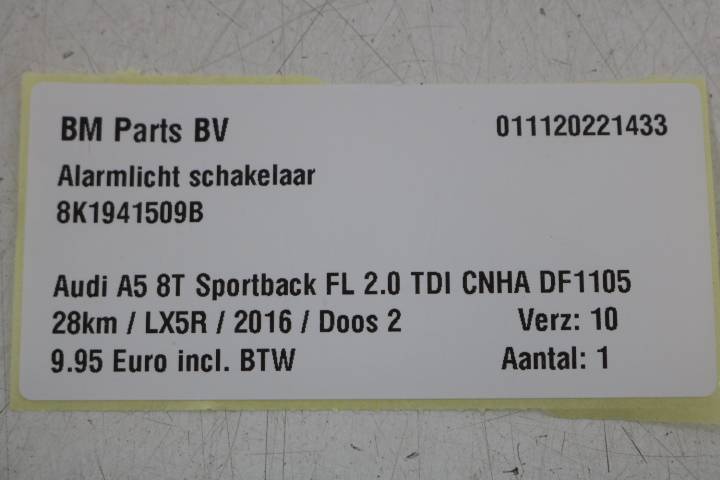 BM Parts BV 011120221433
Alarmlicht schakelaar
8K1941509B
Audi A5 8T Sportback FL 2.0 TDI CNHA DF1105
28km / LX5R / 2016 / Doos 2 Verz: 10
9.95 Euro incl. BTW Aantal: 1